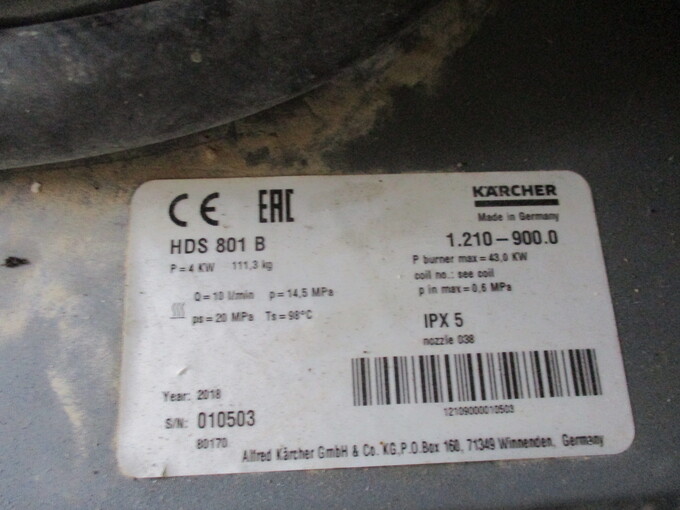 CE EAC KÄRCHER
Made in Germany
HDS 801 B 1.210-900.0
P=4 KW 111,3 kg P burner max= 43,0 KW
coil no.: see coil
Q=10 l/min p=14,5 MPa p in max=0,6 MPa
ps=20 MPa Ts=98°C
IPX 5
nozzle 038
Year: 2018
S/N: 010503 12109000010503
80170
Alfred Kärcher GmbH & Co. KG.P.O.Box 160, 71349 Winnenden, Germany